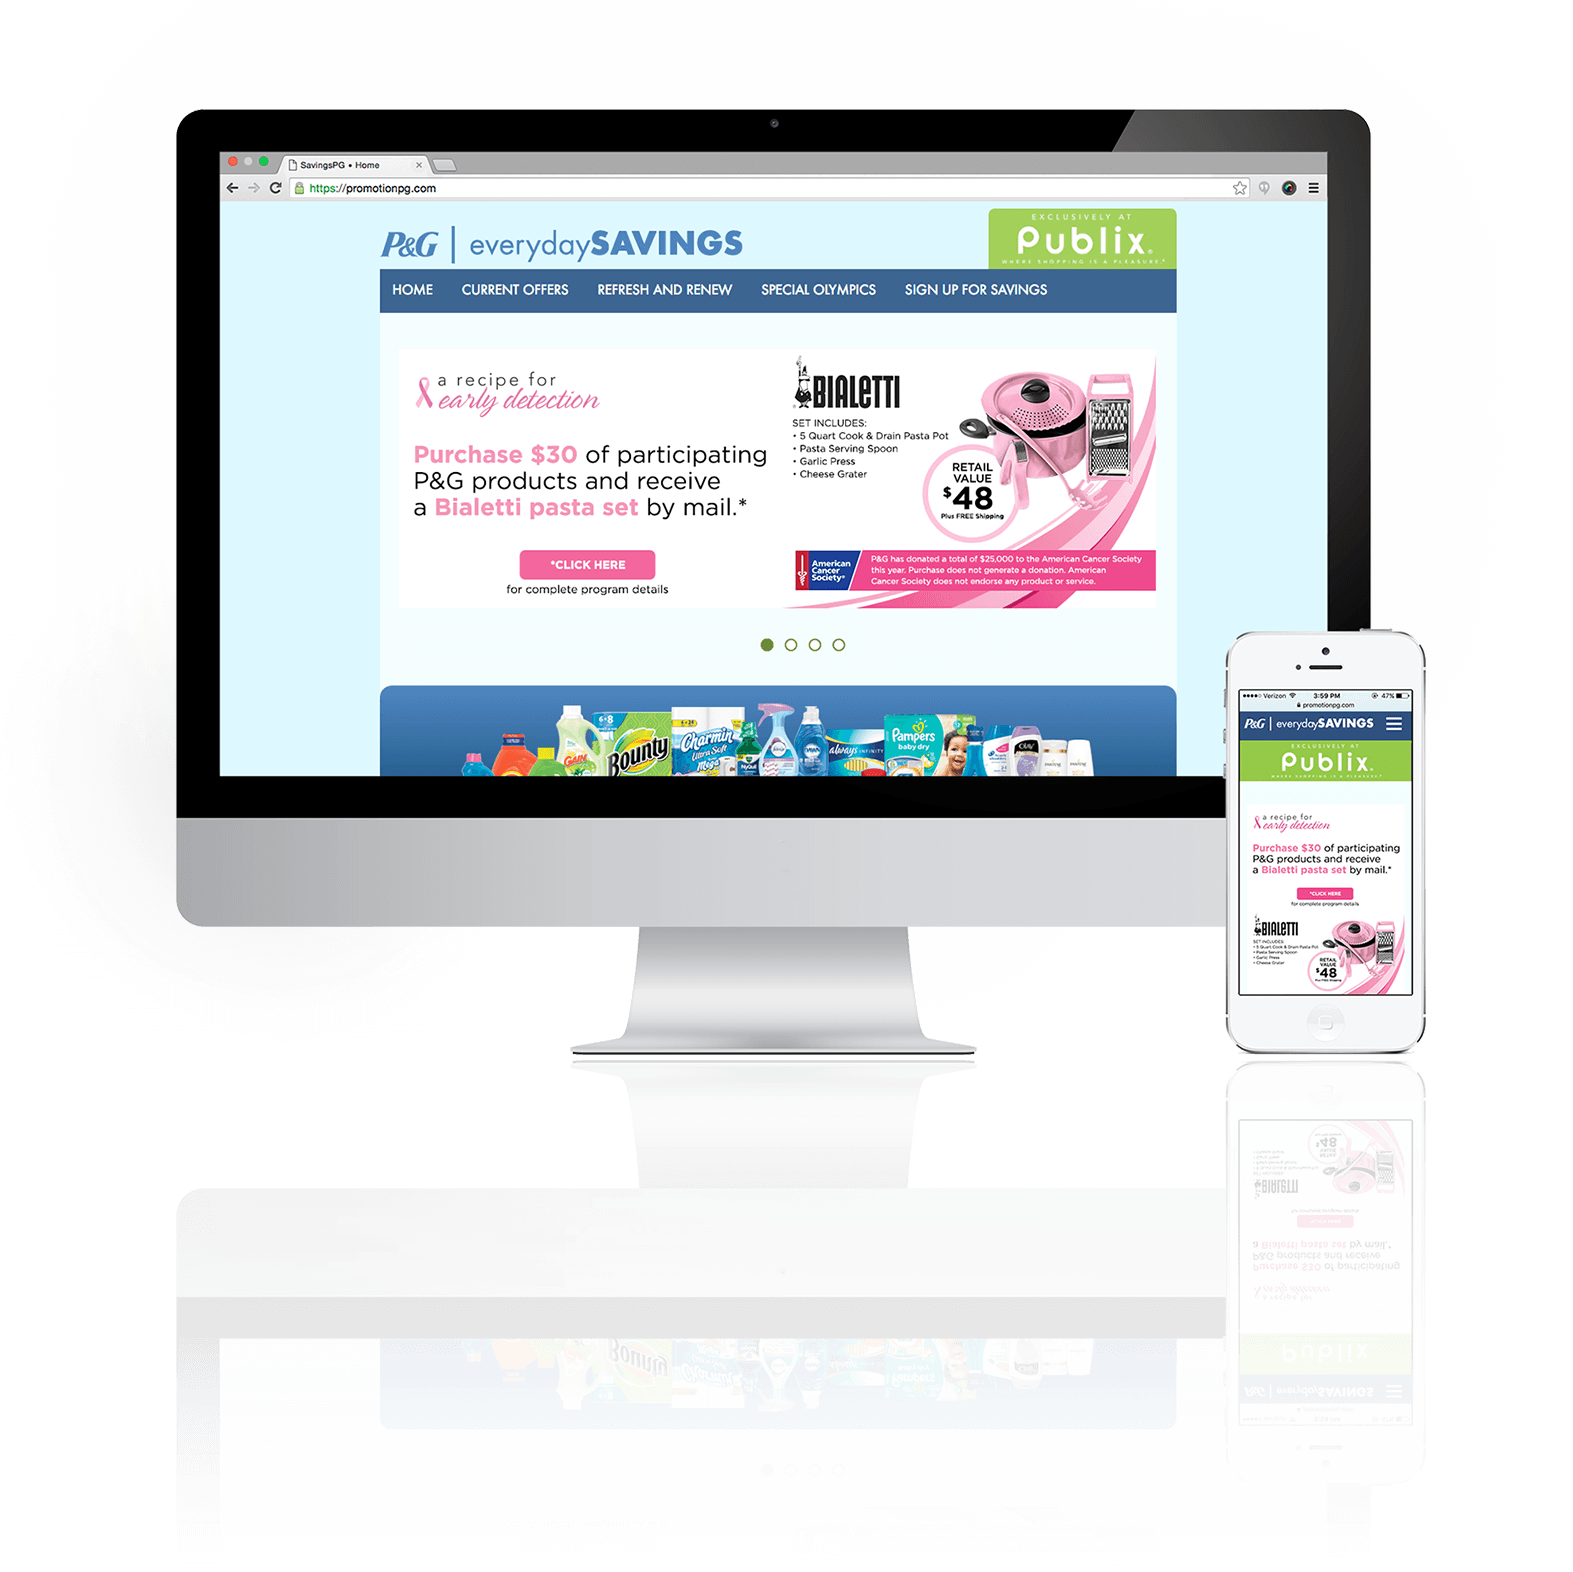 SavingsPG • Home
https://promotionpg.com
P&G | everydaySAVINGS
EXCLUSIVELY AT
Publix.
WHERE SHOPPING IS A PLEASURE.®
HOME CURRENT OFFERS REFRESH AND RENEW SPECIAL OLYMPICS SIGN UP FOR SAVINGS
a recipe for
early detection
Purchase $30 of participating
P&G products and receive
a Bialetti pasta set by mail.*
*CLICK HERE
for complete program details
BIALETTI
SET INCLUDES:
• 5 Quart Cook & Drain Pasta Pot
• Pasta Serving Spoon
• Garlic Press
• Cheese Grater
RETAIL
VALUE
$48
Plus FREE Shipping
American
Cancer
Society®
P&G has donated a total of $25,000 to the American Cancer Society
this year. Purchase does not generate a donation. American
Cancer Society does not endorse any product or service.
GAIN
6=8
Bounty
Charmin
Ultra Soft
Mega
NyQuil
febreze
DAWN
always INFINITY
Pampers
baby dry
OLAY
Verizon 3:59 PM 47%
promotionpg.com
P&G | everydaySAVINGS
EXCLUSIVELY AT
Publix.
WHERE SHOPPING IS A PLEASURE.®
a recipe for
early detection
Purchase $30 of participating
P&G products and receive
a Bialetti pasta set by mail.*
*CLICK HERE
for complete program details
BIALETTI
SET INCLUDES:
• 5 Quart Cook & Drain Pasta Pot
• Pasta Serving Spoon
• Garlic Press
• Cheese Grater
RETAIL
VALUE
$48
Plus FREE Shipping